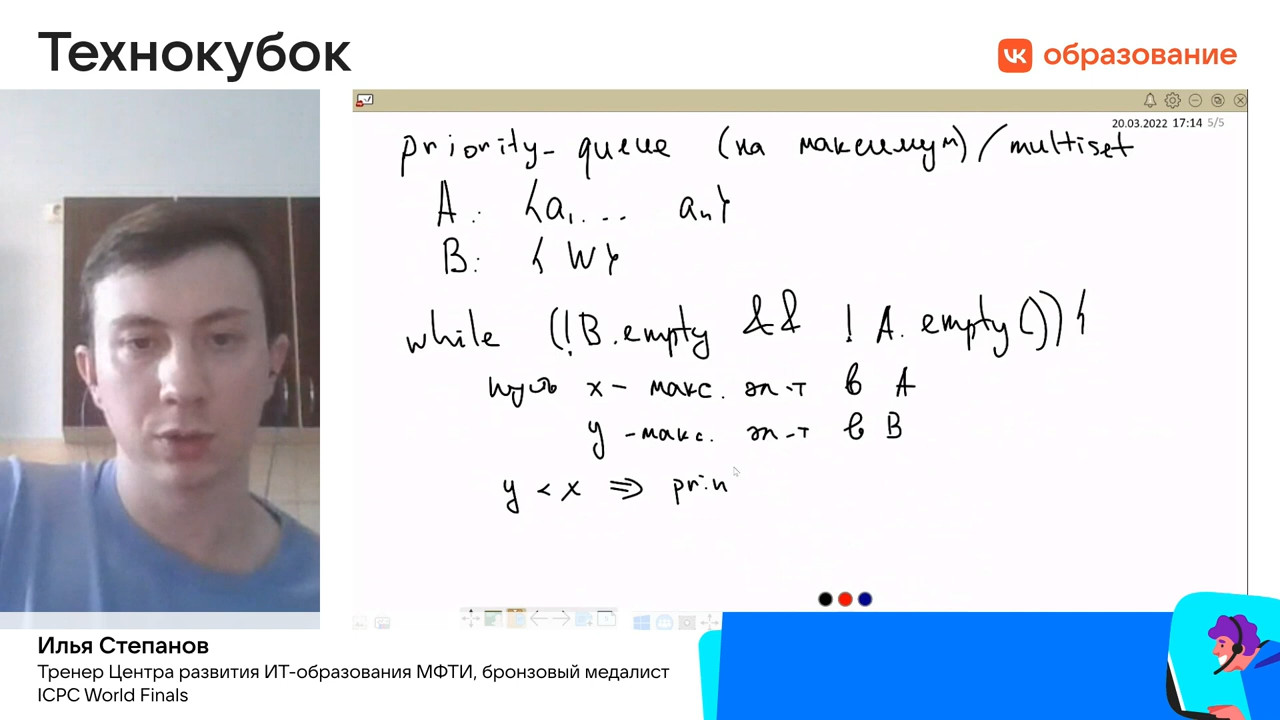 Технокубок
VK образование
20.03.2022 17:14 5/5
priority_queue (на максимум) / multiset
A: {a₁... aₙ}
B: {W}
while (!B.empty && !A.empty()) {
пусть x - макс. эл-т в A
y - макс. эл-т в B
y < x ⇒ prin
Илья Степанов
Тренер Центра развития ИТ-образования МФТИ, бронзовый медалист
ICPC World Finals